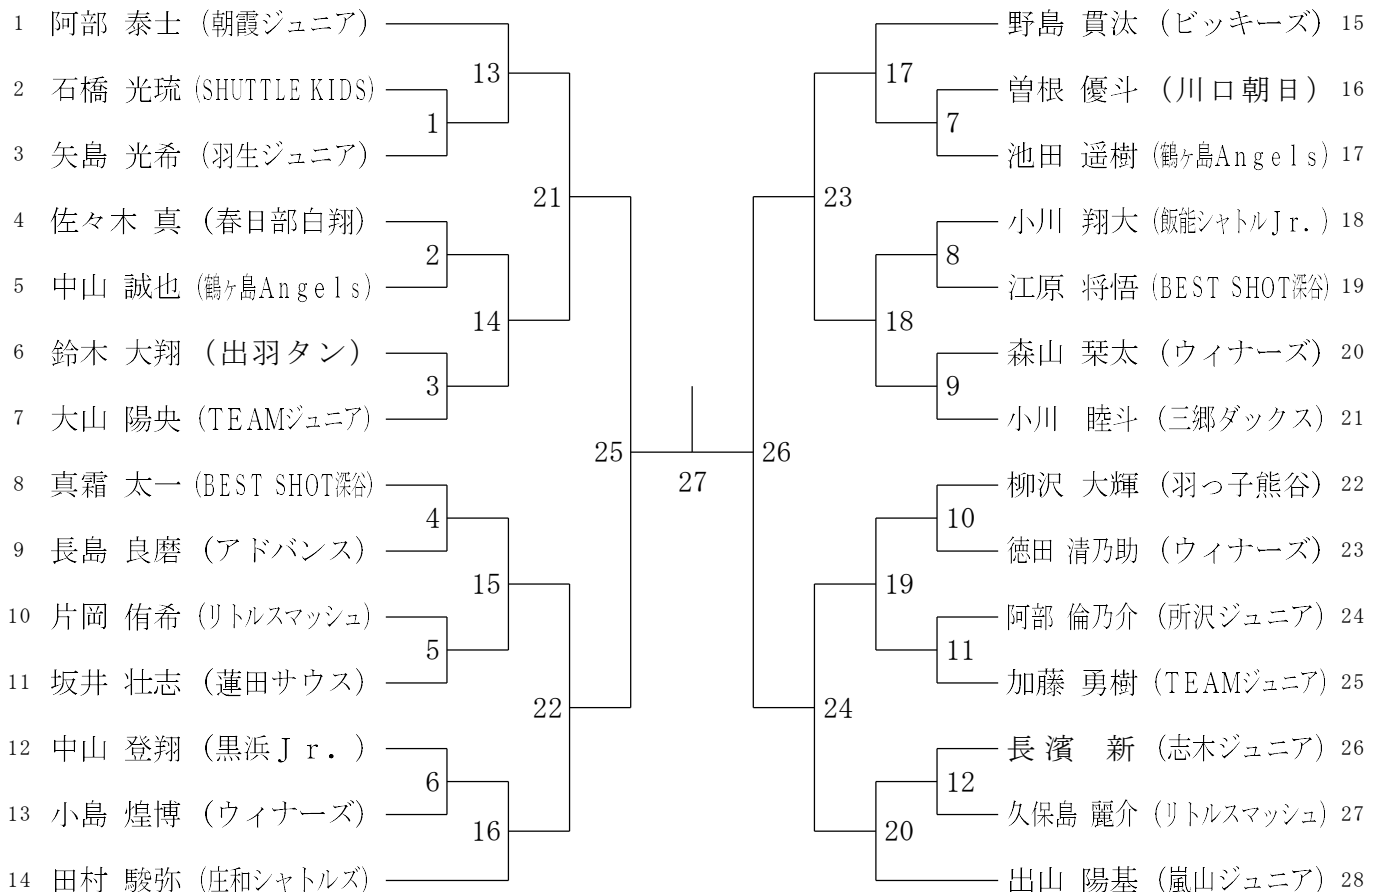 1 阿部 泰士 (朝霞ジュニア)
2 石橋 光琉 (SHUTTLE KIDS)
3 矢島 光希 (羽生ジュニア)
4 佐々木 真 (春日部白翔)
5 中山 誠也 (鶴ヶ島Angels)
6 鈴木 大翔 (出羽タン)
7 大山 陽央 (TEAMジュニア)
8 真霜 太一 (BEST SHOT深谷)
9 長島 良磨 (アドバンス)
10 片岡 侑希 (リトルスマッシュ)
11 坂井 壮志 (蓮田サウス)
12 中山 登翔 (黒浜Jr.)
13 小島 煌博 (ウィナーズ)
14 田村 駿弥 (庄和シャトルズ)
13
1
21
2
14
3
25
4
15
5
22
6
16
27
17
7
23
8
18
9
26
10
19
11
24
12
20
野島 貫汰 (ビッキーズ) 15
曽根 優斗 (川口朝日) 16
池田 遥樹 (鶴ヶ島Angels) 17
小川 翔大 (飯能シャトルJr.) 18
江原 将悟 (BEST SHOT深谷) 19
森山 栞太 (ウィナーズ) 20
小川 睦斗 (三郷ダックス) 21
柳沢 大輝 (羽っ子熊谷) 22
徳田 清乃助 (ウィナーズ) 23
阿部 倫乃介 (所沢ジュニア) 24
加藤 勇樹 (TEAMジュニア) 25
長濱 新 (志木ジュニア) 26
久保島 麗介 (リトルスマッシュ) 27
出山 陽基 (嵐山ジュニア) 28